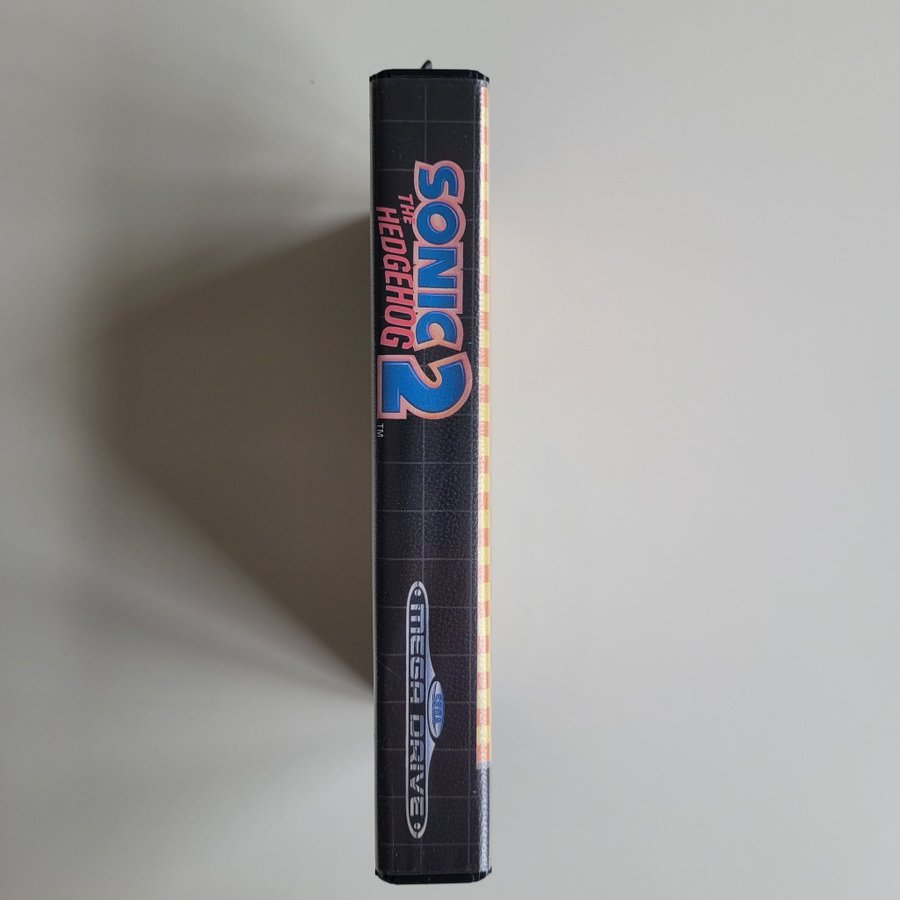 SONIC
THE
HEDGEHOG
2
TM
SEGA
MEGA DRIVE